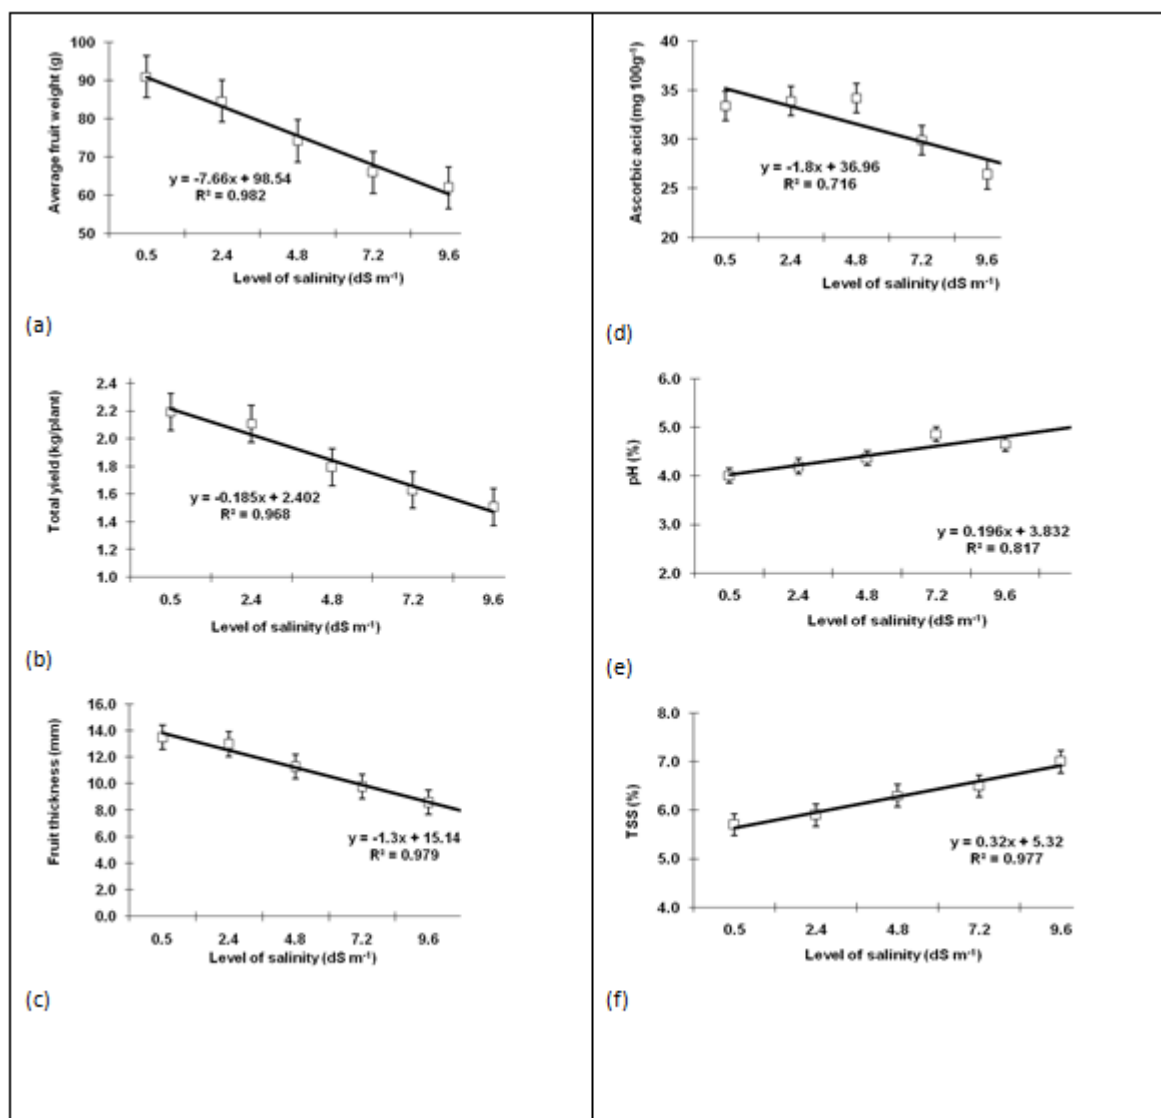 100
90
80
70
60
50
Average fruit weight (g)
y = -7.66x + 98.54
R² = 0.982
0.5 2.4 4.8 7.2 9.6
Level of salinity (dS m⁻¹)
(a)
2.4
2.2
2.0
1.8
1.6
1.4
1.2
1.0
Total yield (kg/plant)
y = -0.185x + 2.402
R² = 0.968
0.5 2.4 4.8 7.2 9.6
Level of salinity (dS m⁻¹)
(b)
16.0
14.0
12.0
10.0
8.0
6.0
4.0
2.0
0.0
Fruit thickness (mm)
y = -1.3x + 15.14
R² = 0.979
0.5 2.4 4.8 7.2 9.6
Level of salinity (dS m⁻¹)
(c)
40
35
30
25
20
Ascorbic acid (mg 100g⁻¹)
y = -1.8x + 36.96
R² = 0.716
0.5 2.4 4.8 7.2 9.6
Level of salinity (dS m⁻¹)
(d)
6.0
5.0
4.0
3.0
2.0
pH (%)
y = 0.196x + 3.832
R² = 0.817
0.5 2.4 4.8 7.2 9.6
Level of salinity (dS m⁻¹)
(e)
8.0
7.0
6.0
5.0
4.0
TSS (%)
y = 0.32x + 5.32
R² = 0.977
0.5 2.4 4.8 7.2 9.6
Level of salinity (dS m⁻¹)
(f)